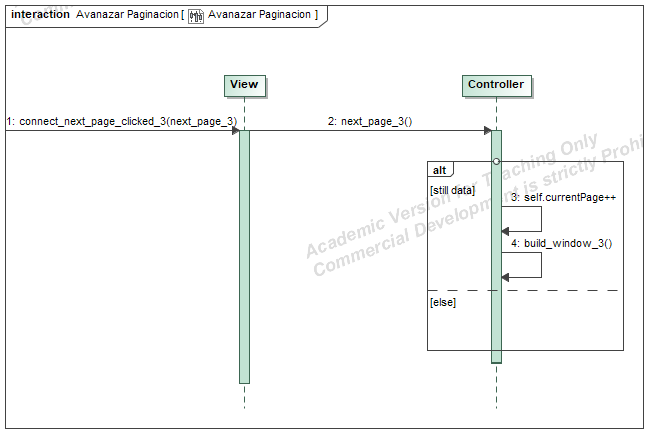 interaction Avanazar Paginacion [ Avanazar Paginacion ]
View
Controller
1: connect_next_page_clicked_3(next_page_3)
2: next_page_3()
Academic Version for Teaching Only
Commercial Development is strictly Prohi
alt
[still data]
3: self.currentPage++
4: build_window_3()
[else]